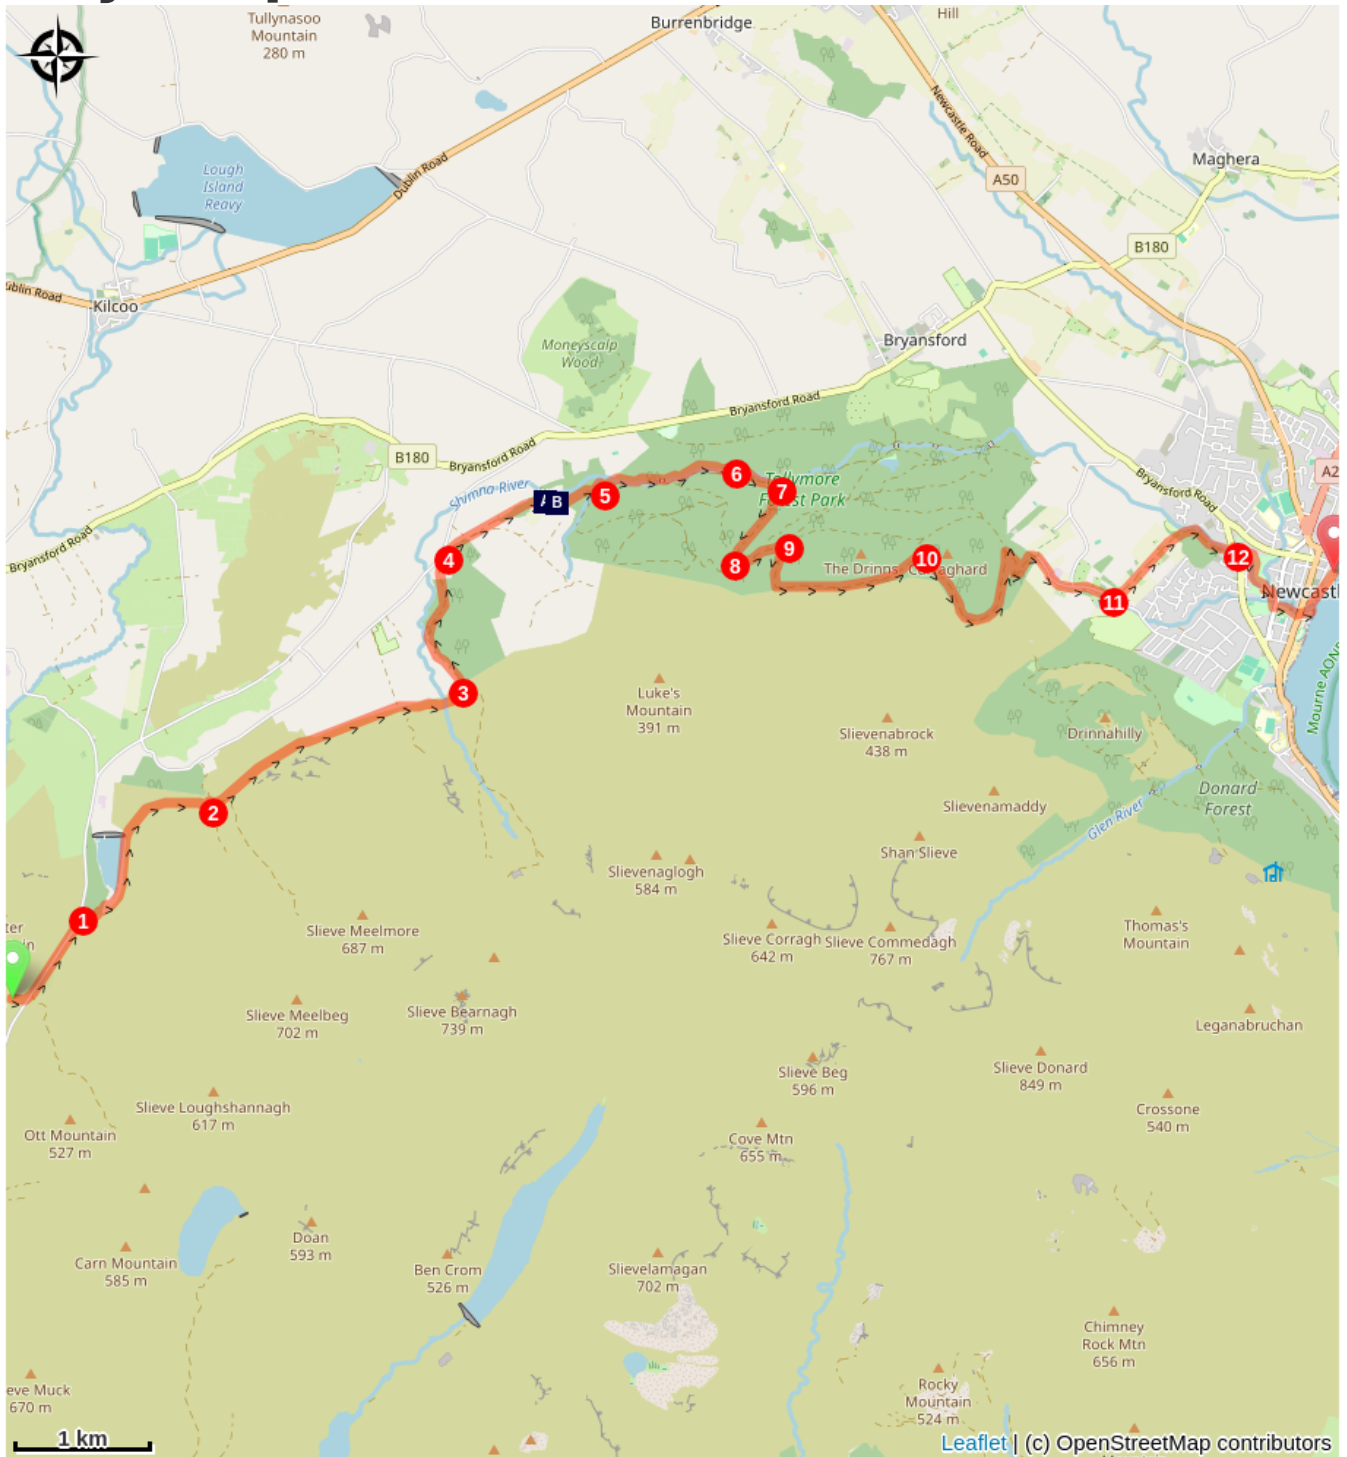 Tullynasoo
Mountain
280 m
Burrenbridge
Hill
Newcastle Road
Maghera
A50
Lough
Island
Reavy
Dublin Road
B180
Kilcoo
Moneyscalp
Wood
Bryansford
Bryansford Road
B180
Bryansford Road
A2
Shimna River
6
Tollymore
Forest Park
7
5
B
Bryansford Road
Bryansford Road
4
9
8
10
The Drinns
12
11
3
Luke's
Mountain
391 m
Slievenabrock
438 m
Drinnahilly
Mourne
Donard
Forest
Slievenamaddy
Glen River
2
Shan Slieve
Slievenaglogh
584 m
1
Slieve Meelmore
687 m
Slieve Corragh
642 m
Slieve Commedagh
767 m
Thomas's
Mountain
Slieve Meelbeg
702 m
Slieve Bearnagh
739 m
Leganabruchan
Slieve Beg
596 m
Slieve Donard
849 m
Slieve Loughshannagh
617 m
Crossone
540 m
Ott Mountain
527 m
Cove Mtn
655 m
Doan
593 m
Carn Mountain
585 m
Ben Crom
526 m
Slievelamagan
702 m
Chimney
Rock Mtn
656 m
eve Muck
670 m
Rocky
Mountain
524 m
1 km
Leaflet | (c) OpenStreetMap contributors